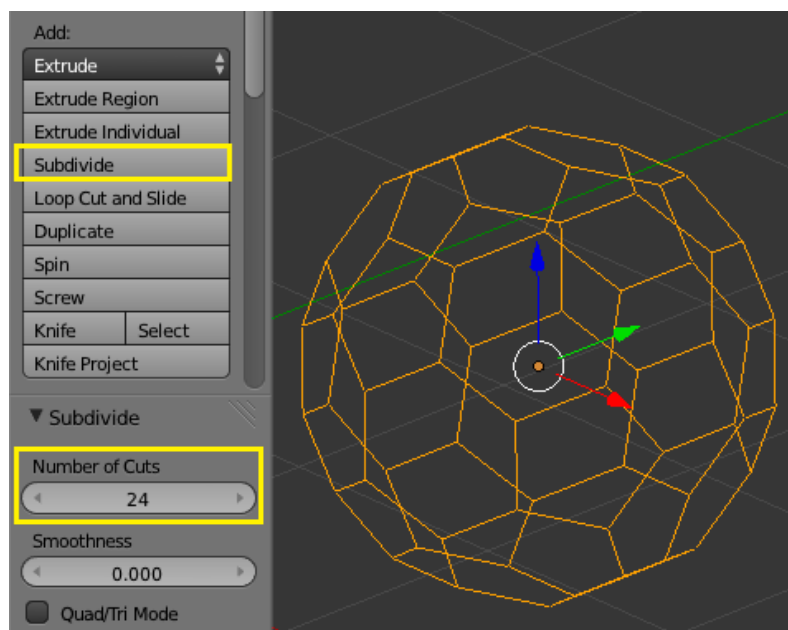 Add:
Extrude
Extrude Region
Extrude Individual
Subdivide
Loop Cut and Slide
Duplicate
Spin
Screw
Knife Select
Knife Project
Subdivide
Number of Cuts
24
Smoothness
0.000
Quad/Tri Mode